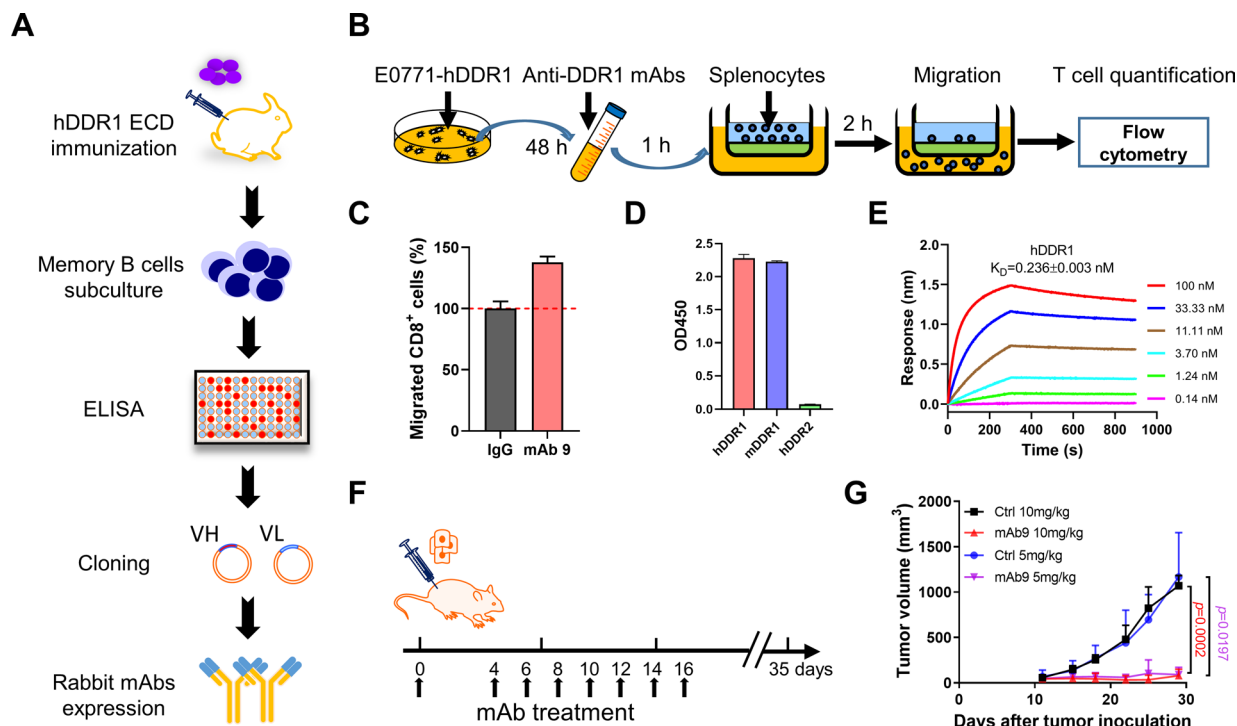 A
hDDR1 ECD
immunization
Memory B cells
subculture
ELISA
Cloning
VH
VL
Rabbit mAbs
expression
B
E0771-hDDR1
Anti-DDR1 mAbs
Splenocytes
Migration
T cell quantification
48 h
1 h
2 h
Flow
cytometry
C
Migrated CD8⁺ cells (%)
150
100
50
0
IgG
mAb 9
D
OD450
2.5
2.0
1.5
1.0
0.5
0.0
hDDR1
mDDR1
hDDR2
E
hDDR1
K_D=0.236±0.003 nM
Response (nm)
2.0
1.5
1.0
0.5
0.0
0
200
400
600
800
1000
Time (s)
100 nM
33.33 nM
11.11 nM
3.70 nM
1.24 nM
0.14 nM
F
0
4
6
8
10
12
14
16
35 days
mAb treatment
G
Tumor volume (mm³)
2000
1500
1000
500
0
0
10
20
30
Days after tumor inoculation
Ctrl 10mg/kg
mAb9 10mg/kg
Ctrl 5mg/kg
mAb9 5mg/kg
p=0.0002
p=0.0197